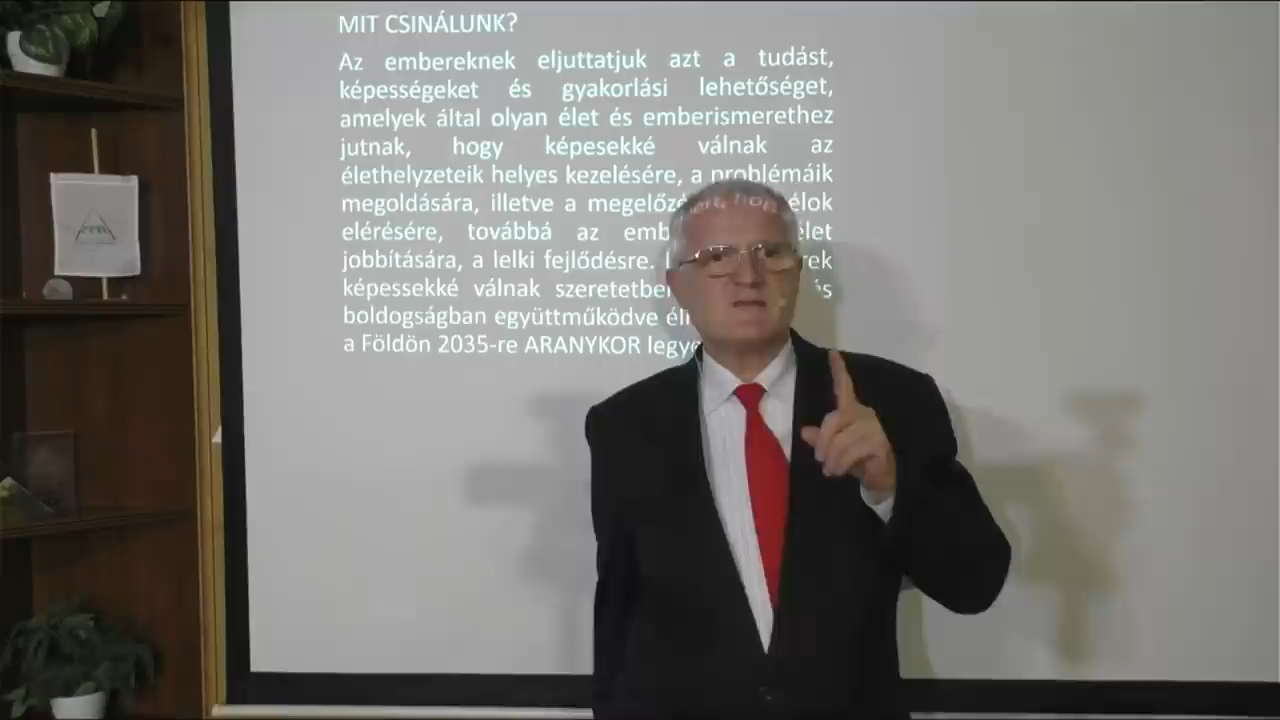 MIT CSINÁLUNK?
Az embereknek eljuttatjuk azt a tudást,
képességeket és gyakorlási lehetőséget,
amelyek által olyan élet és emberismerethez
jutnak, hogy képesekké válnak az
élethelyzeteik helyes kezelésére, a problémáik
megoldására, illetve a
elérésére, továbbá az
jobbítására, a lelki fejlődésre.
képessekké válnak
boldogságban együttműködve
a Földön 2035-re ARANYKOR